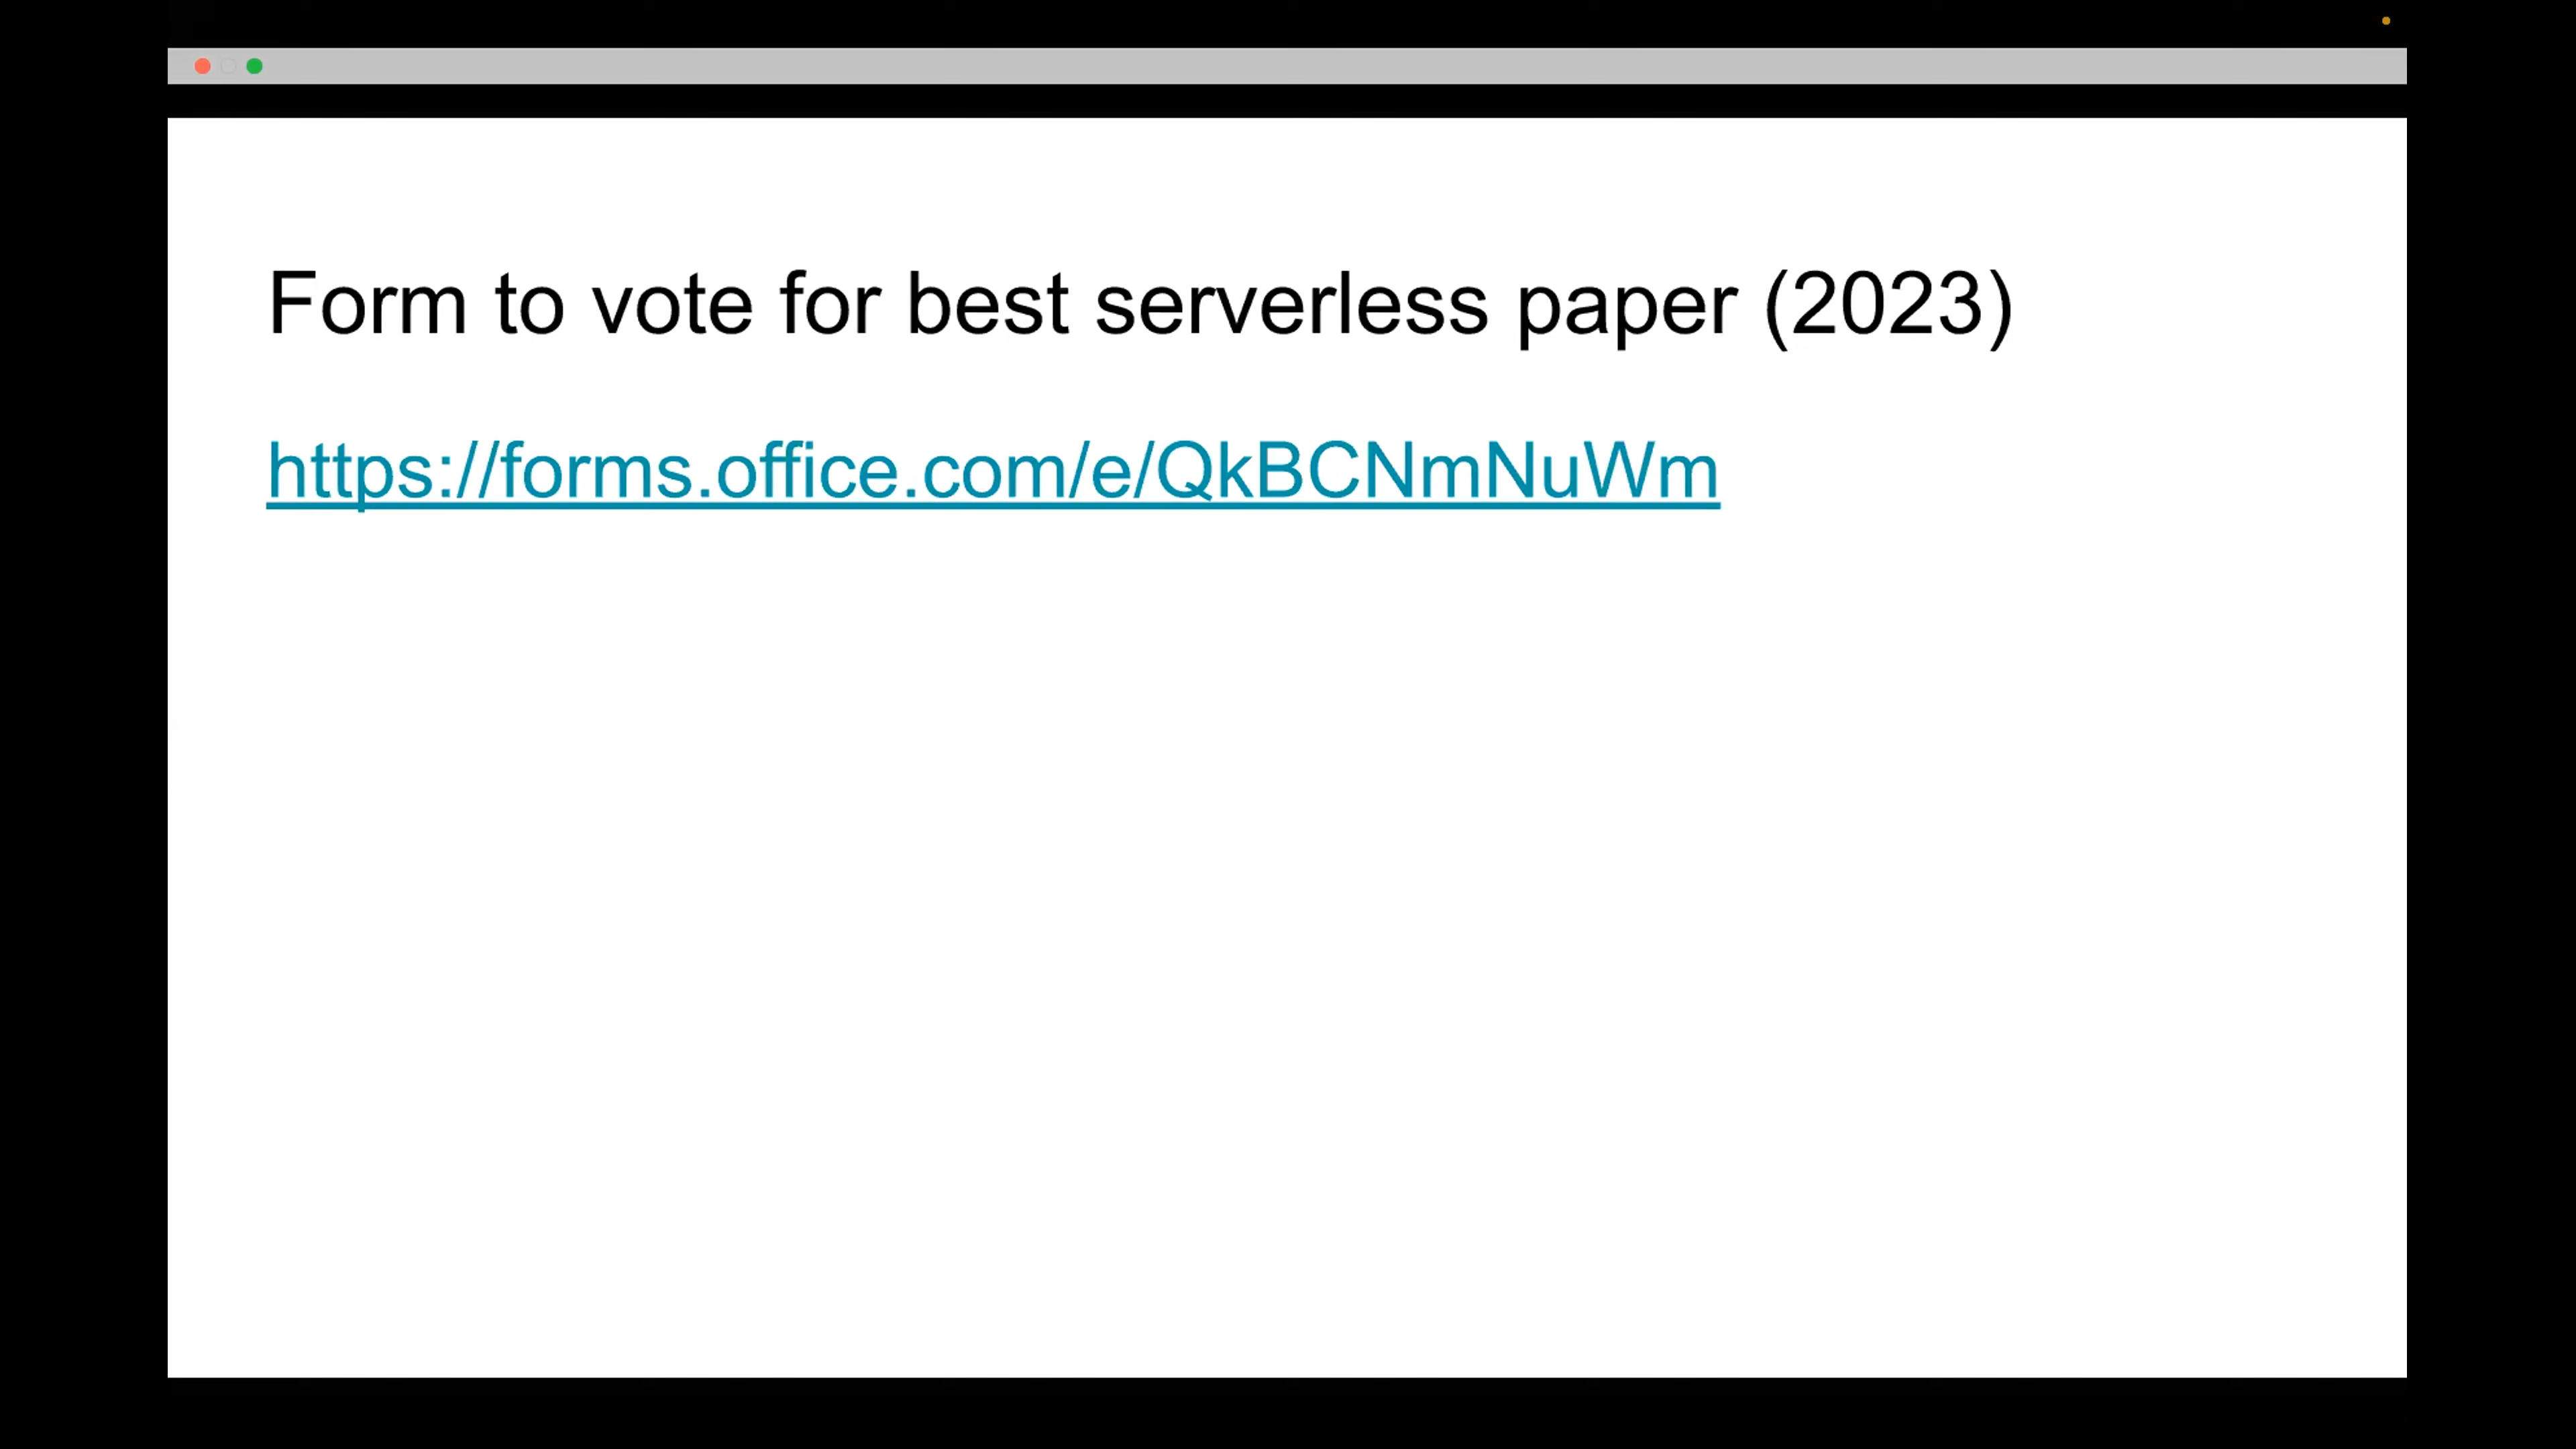 Form to vote for best serverless paper (2023)
https://forms.office.com/e/QkBCNmNuWm